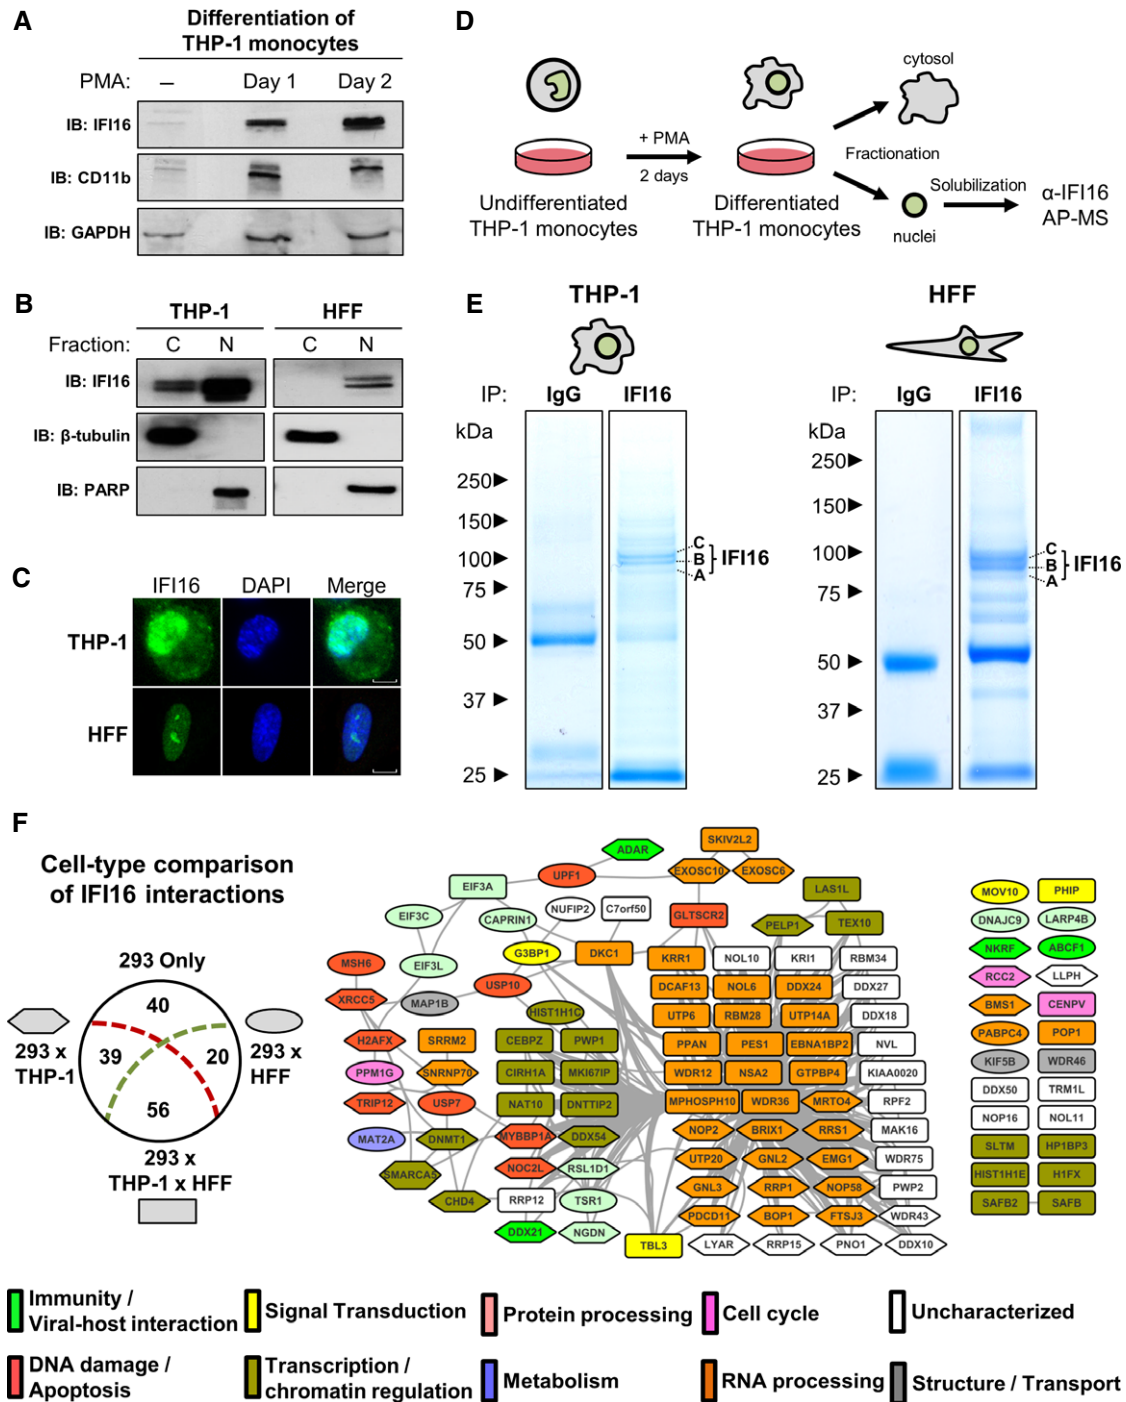 A
Differentiation of
THP-1 monocytes
PMA: – Day 1 Day 2
IB: IFI16
IB: CD11b
IB: GAPDH
B
THP-1 HFF
Fraction: C N C N
IB: IFI16
IB: β-tubulin
IB: PARP
C
IFI16 DAPI Merge
THP-1
HFF
D
cytosol
+ PMA
2 days
Fractionation
Solubilization
α-IFI16
AP-MS
Undifferentiated
THP-1 monocytes
Differentiated
THP-1 monocytes
nuclei
E
THP-1
IP: IgG IFI16
kDa
250
150
100
75
50
37
25
C
B
A
IFI16
HFF
IP: IgG IFI16
kDa
250
150
100
75
50
37
25
C
B
A
IFI16
F
Cell-type comparison
of IFI16 interactions
293 Only
40
39
20
56
293 x
THP-1
293 x
HFF
293 x
THP-1 x HFF
SKIV2L2
ADAR
EXOSC10 EXOSC6
UPF1
EIF3A
LAS1L
EIF3C CAPRIN1 NUFIP2 C7orf50
GLTSCR2
PELP1 TEX10
MSH6 EIF3L G3BP1 DKC1
KRR1 NOL10 KRI1 RBM34
XRCC5 MAP1B USP10
DCAF13 NOL6 DDX24 DDX27
HIST1H1C
UTP6 RBM28 UTP14A DDX18
H2AFX SRRM2 CEBPZ PWP1
PPAN PES1 EBNA1BP2 NVL
PPM1G SNRNP70 CIRH1A MKI67IP
WDR12 NSA2 GTPBP4 KIAA0020
TRIP12 USP7 NAT10 DNTTIP2
MPHOSPH10 WDR36 MRTO4 RPF2
MAT2A DNMT1 MYBBP1A DDX54
NOP2 BRIX1 RRS1 MAK16
SMARCA5 NOC2L RSL1D1
UTP20 GNL2 EMG1 WDR75
CHD4 RRP12 TSR1
GNL3 RRP1 NOP58 PWP2
DDX21 NGDN
PDCD11 BOP1 FTSJ3 WDR43
TBL3 LYAR RRP15 PNO1 DDX10
MOV10 PHIP
DNAJC9 LARP4B
NKRF ABCF1
RCC2 LLPH
BMS1 CENPV
PABPC4 POP1
KIF5B WDR46
DDX50 TRM1L
NOP16 NOL11
SLTM HP1BP3
HIST1H1E H1FX
SAFB2 SAFB
Immunity /
Viral-host interaction
Signal Transduction
Protein processing
Cell cycle
Uncharacterized
DNA damage /
Apoptosis
Transcription /
chromatin regulation
Metabolism
RNA processing
Structure / Transport